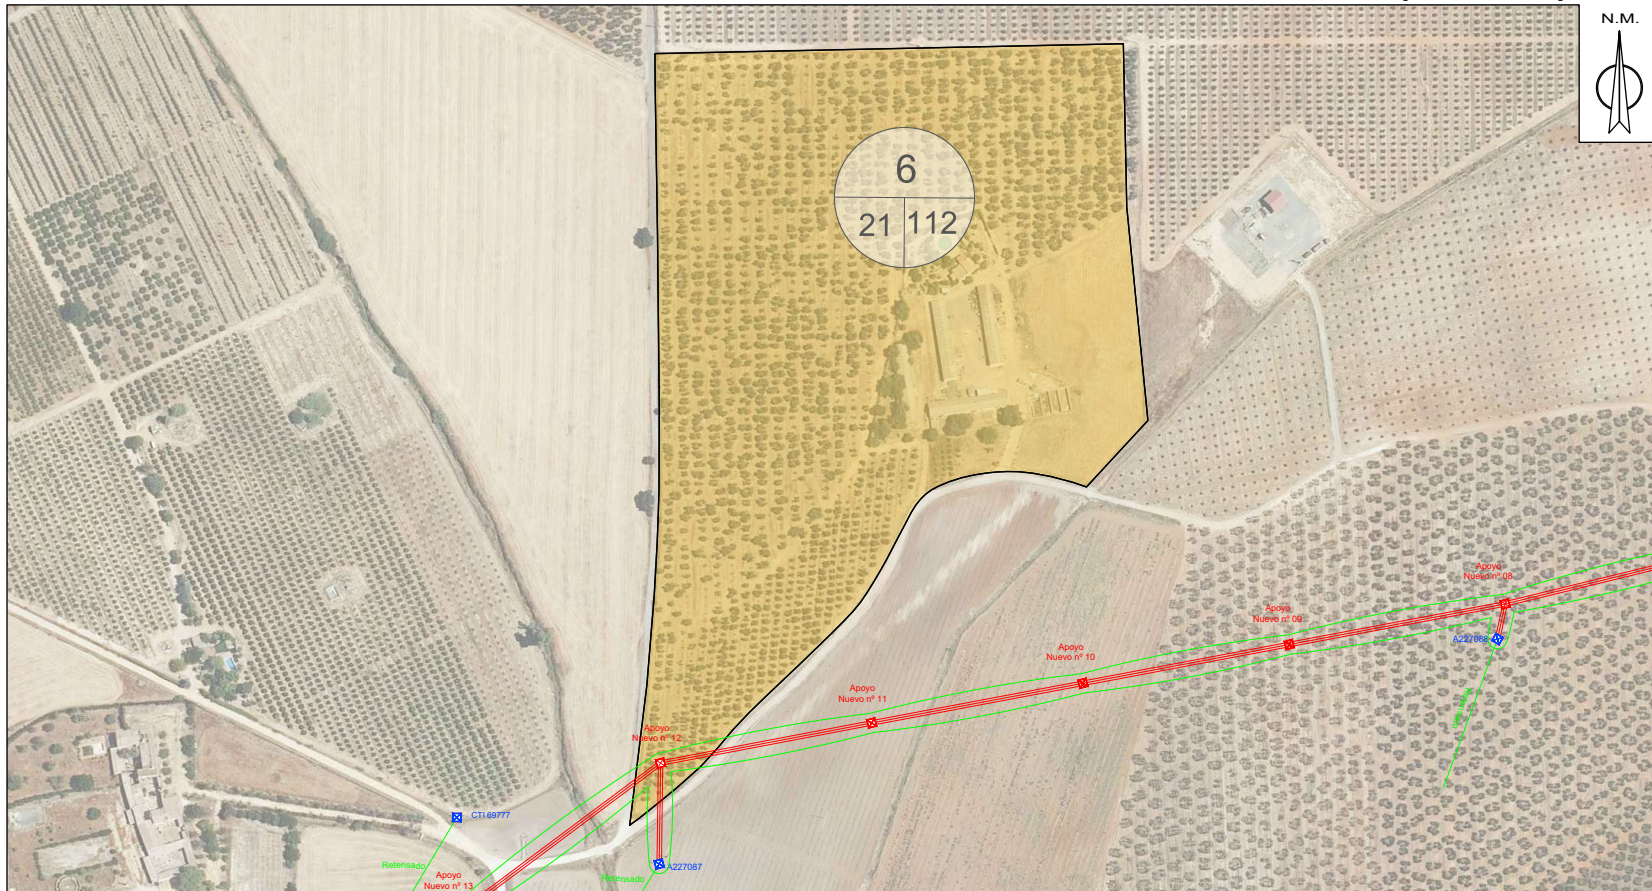 N.M.
6
21 112
Apoyo
Nuevo nº 08
A227088
Apoyo
Nuevo nº 09
Apoyo
Nuevo nº 10
Apoyo
Nuevo nº 11
Apoyo
Nuevo nº 12
CTI 69777
Retensado
Apoyo
Nuevo nº 13
A227087
Retensado